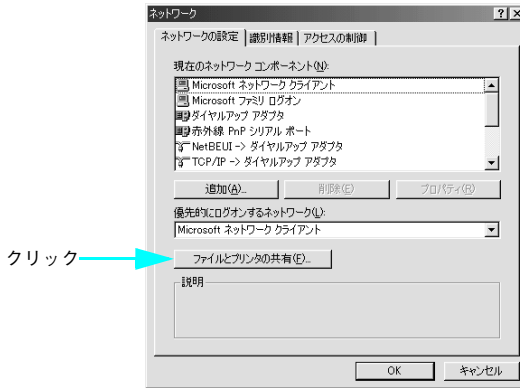 ネットワーク
ネットワークの設定 識別情報 アクセスの制御
現在のネットワーク コンポーネント(N):
Microsoft ネットワーク クライアント
Microsoft ファミリ ログオン
ダイヤルアップ アダプタ
赤外線 PnP シリアル ポート
NetBEUI -> ダイヤルアップ アダプタ
TCP/IP -> ダイヤルアップ アダプタ
追加(A)... 削除(E) プロパティ(R)
優先的にログオンするネットワーク(L):
Microsoft ネットワーク クライアント
クリック
ファイルとプリンタの共有(F)...
説明
OK キャンセル